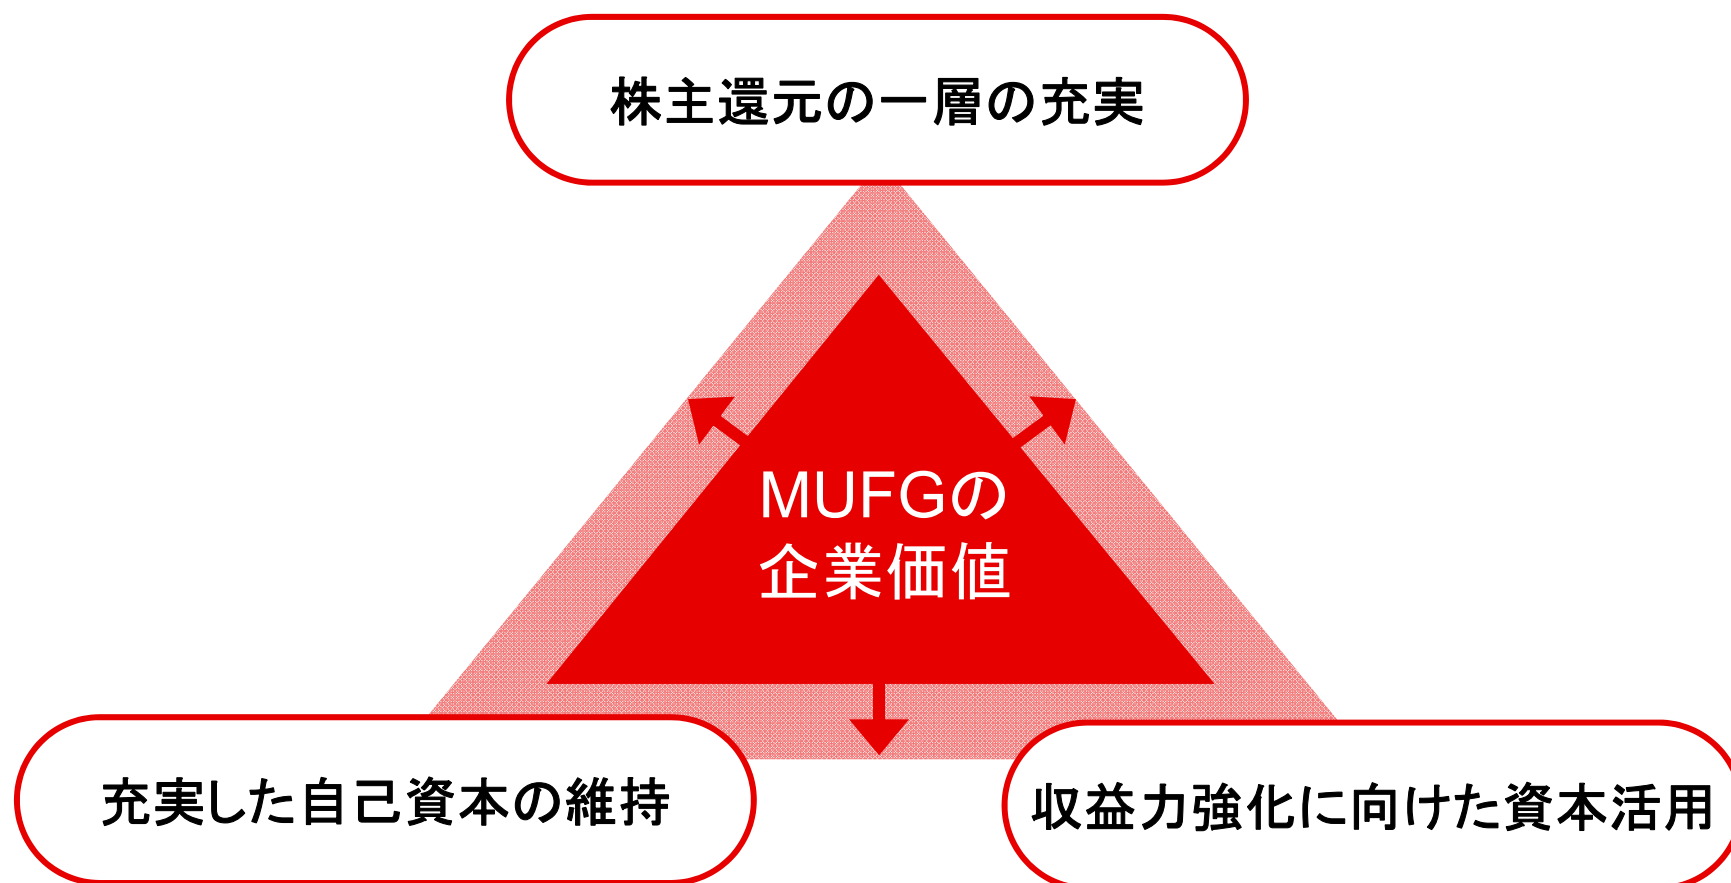 株主還元の一層の充実
MUFGの
企業価値
充実した自己資本の維持
収益力強化に向けた資本活用